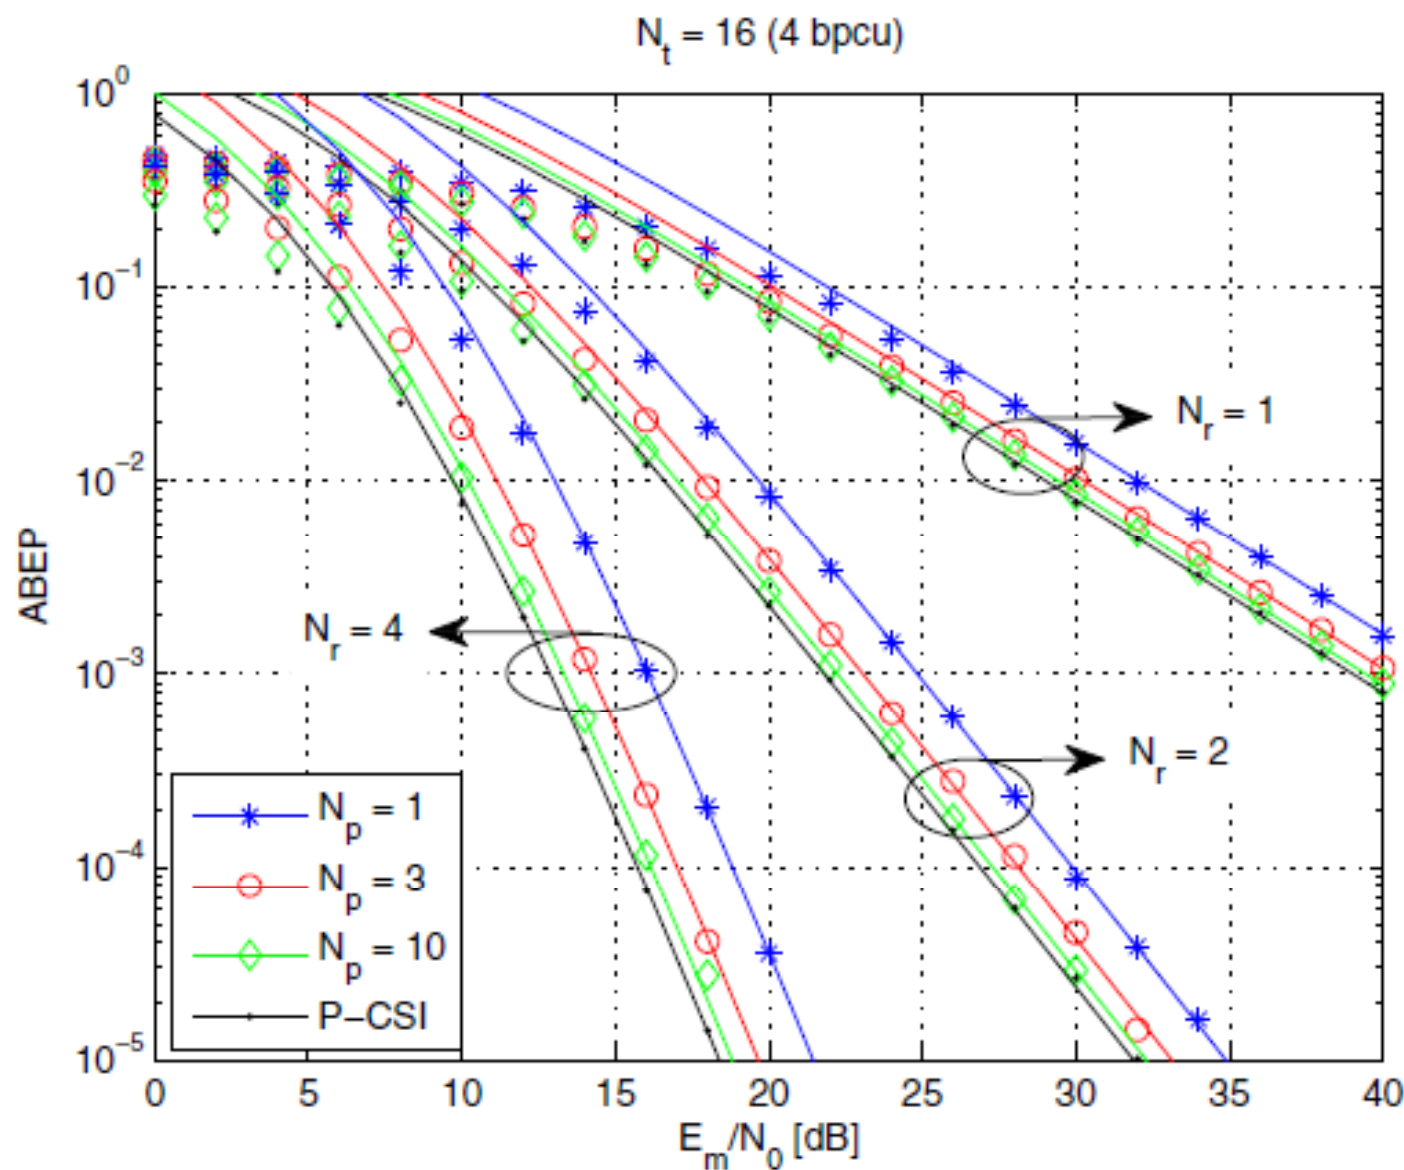 N_t = 16 (4 bpcu)
10^0
10^-1
10^-2
10^-3
10^-4
10^-5
ABEP
N_r = 1
N_r = 4
N_r = 2
N_p = 1
N_p = 3
N_p = 10
P-CSI
0 5 10 15 20 25 30 35 40
E_m/N_0 [dB]